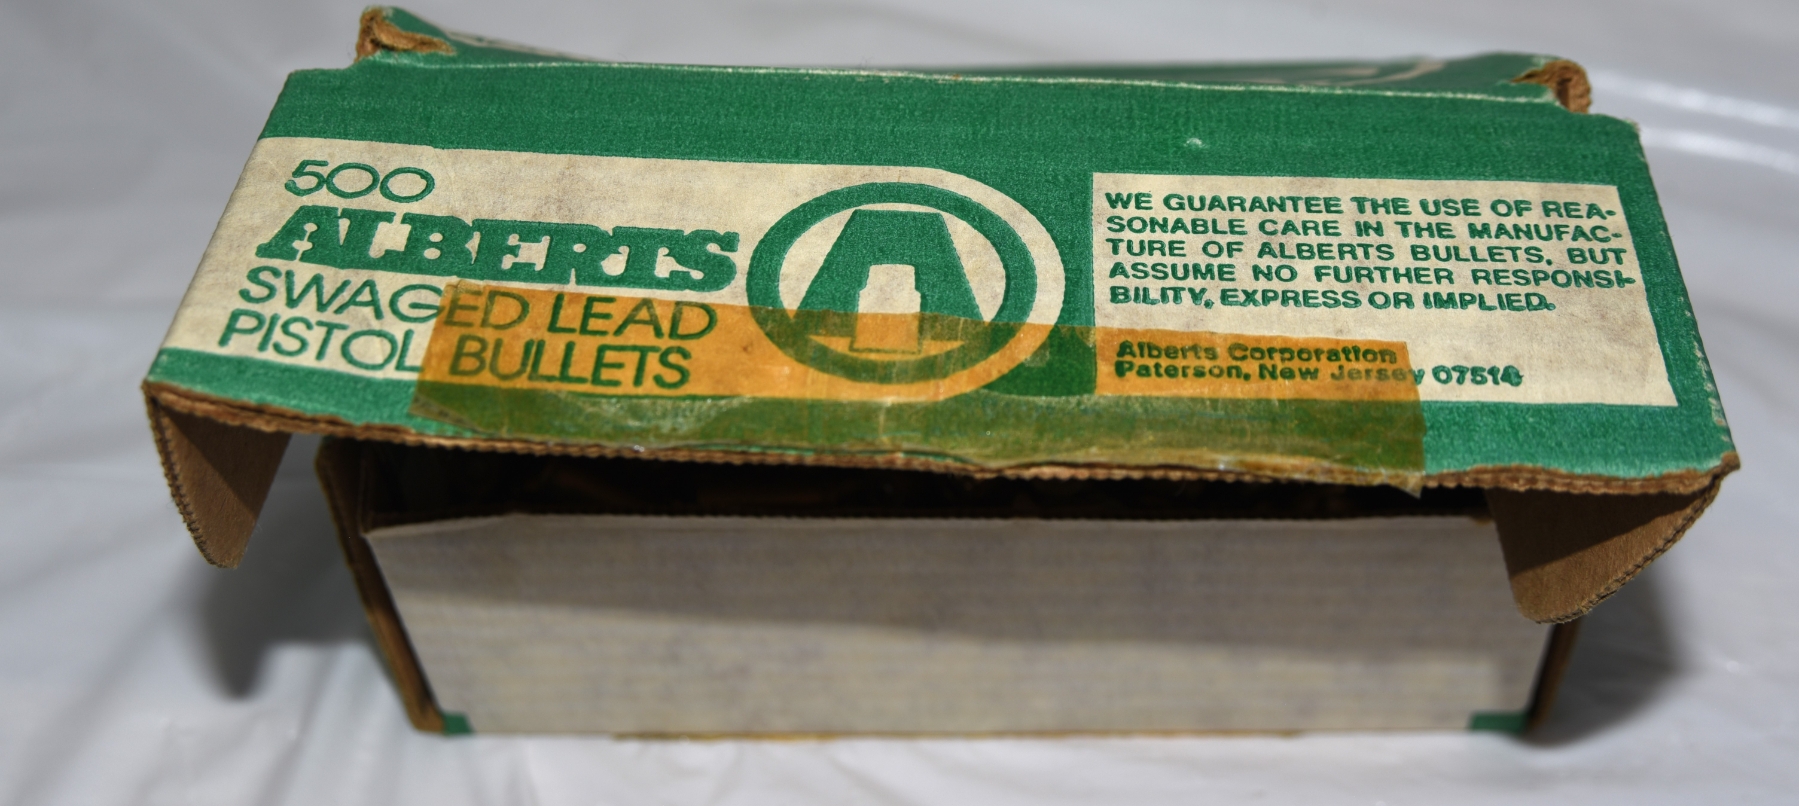 500
ALBERTS
SWAGED LEAD
PISTOL BULLETS
WE GUARANTEE THE USE OF REA-
SONABLE CARE IN THE MANUFAC-
TURE OF ALBERTS BULLETS, BUT
ASSUME NO FURTHER RESPONSI-
BILITY, EXPRESS OR IMPLIED.
Alberts Corporation
Paterson, New Jersey 07514